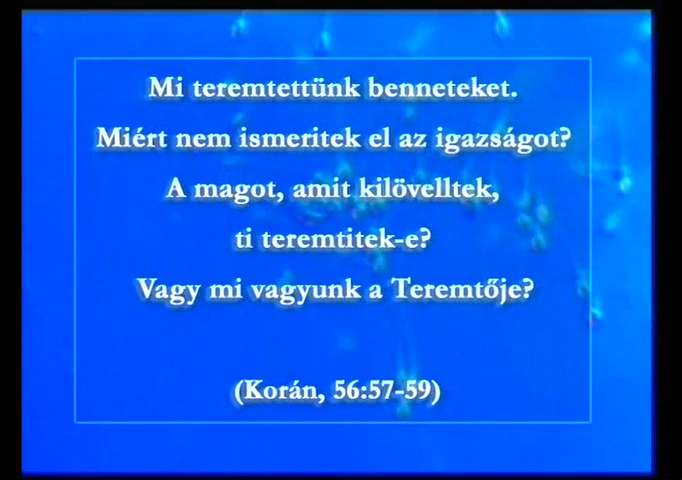 Mi teremtettünk benneteket.
Miért nem ismeritek el az igazságot?
A magot, amit kilövelltek,
ti teremtitek-e?
Vagy mi vagyunk a Teremtője?
(Korán, 56:57-59)